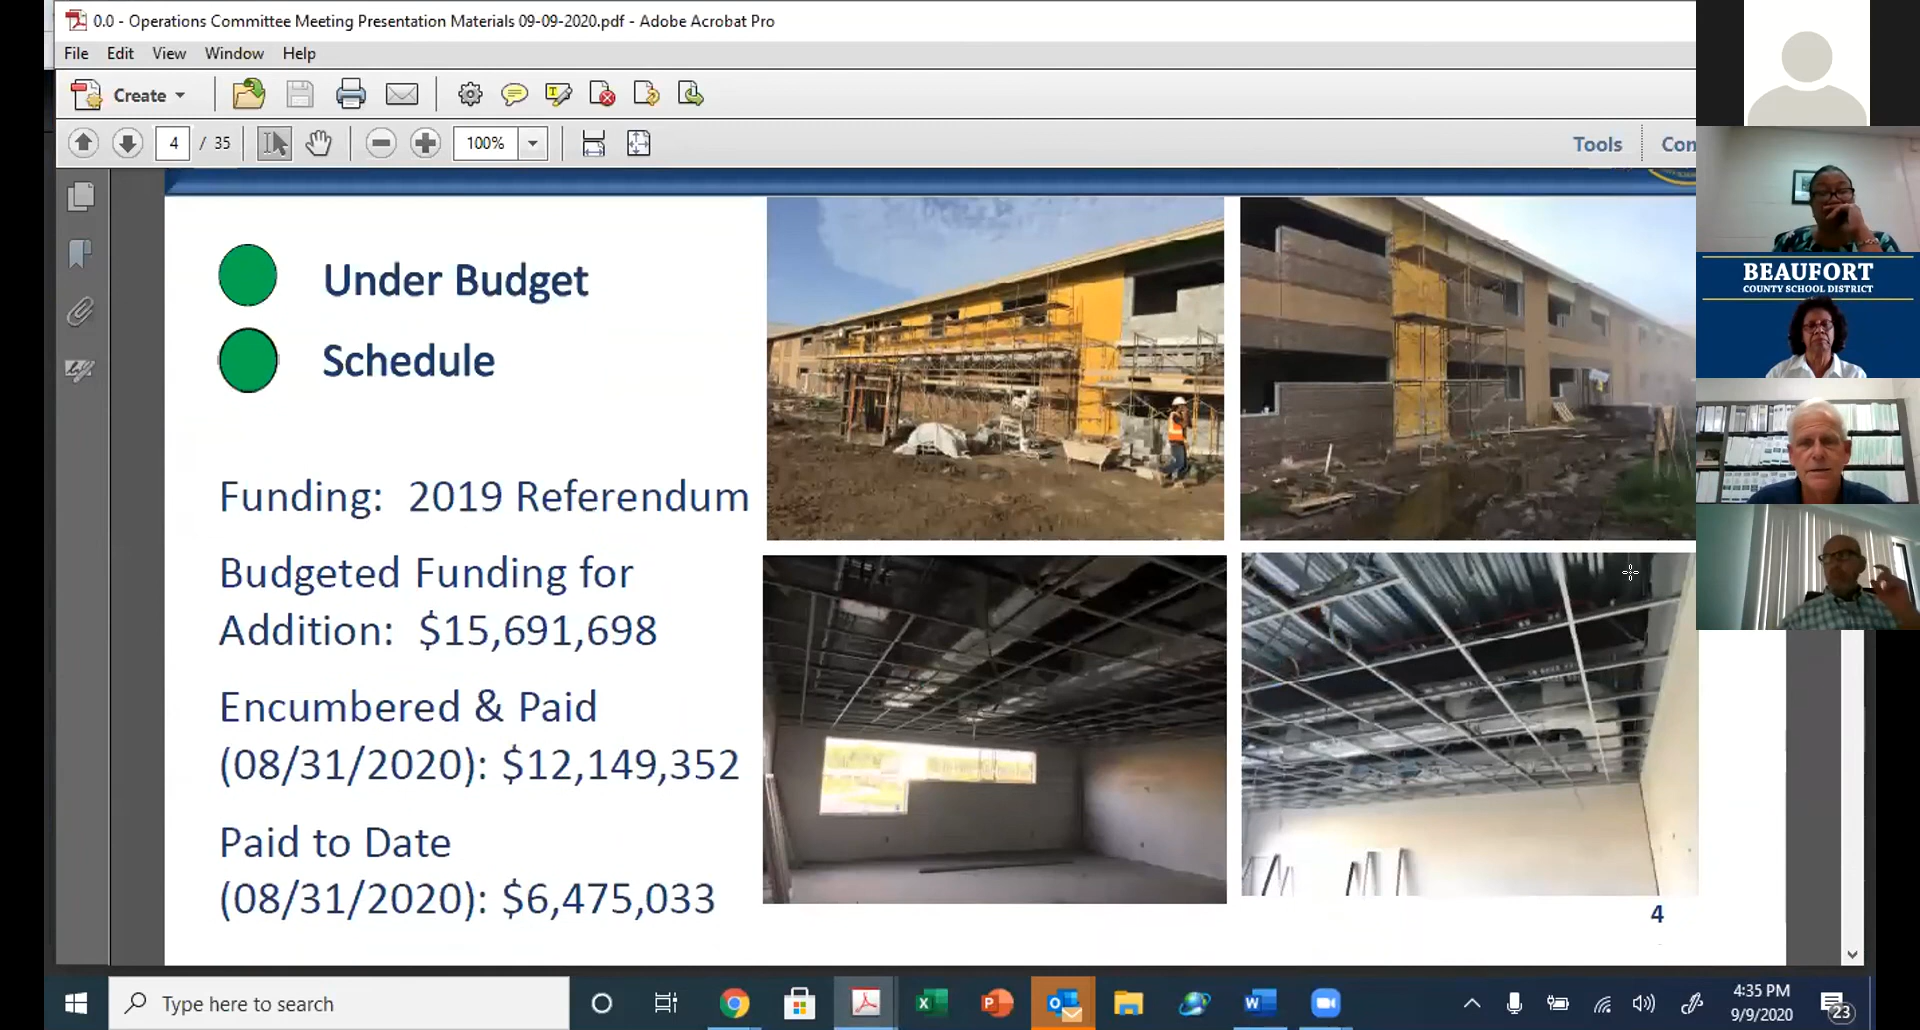 0.0 - Operations Committee Meeting Presentation Materials 09-09-2020.pdf - Adobe Acrobat Pro
File Edit View Window Help
Create
4 / 35 100% Tools
Under Budget
Schedule
Funding: 2019 Referendum
Budgeted Funding for
Addition: $15,691,698
Encumbered & Paid
(08/31/2020): $12,149,352
Paid to Date
(08/31/2020): $6,475,033
4
BEAUFORT
COUNTY SCHOOL DISTRICT
Type here to search
4:35 PM
9/9/2020
23